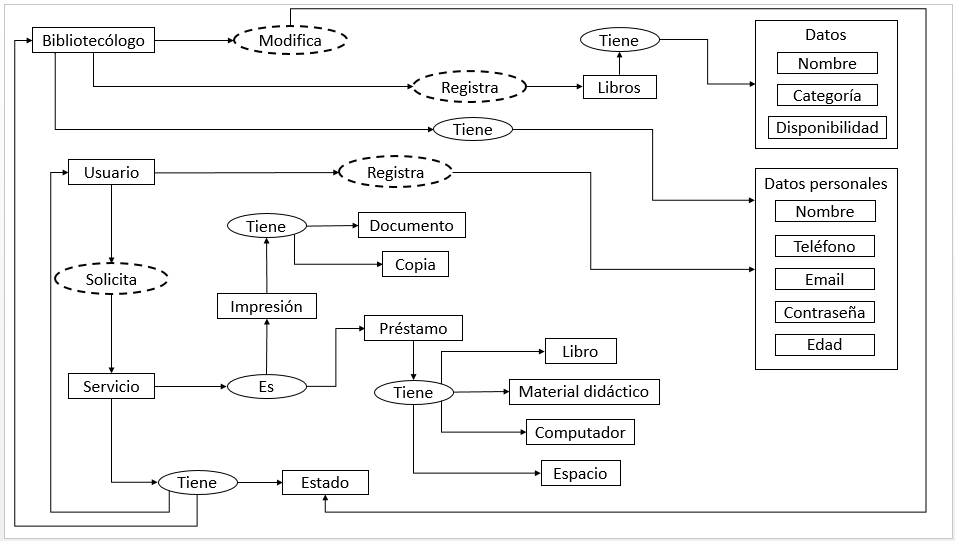 Bibliotecólogo
Modifica
Tiene
Datos
Nombre
Categoría
Disponibilidad
Registra
Libros
Tiene
Usuario
Registra
Datos personales
Nombre
Teléfono
Email
Contraseña
Edad
Tiene
Documento
Copia
Solicita
Impresión
Préstamo
Servicio
Es
Tiene
Libro
Material didáctico
Computador
Espacio
Tiene
Estado